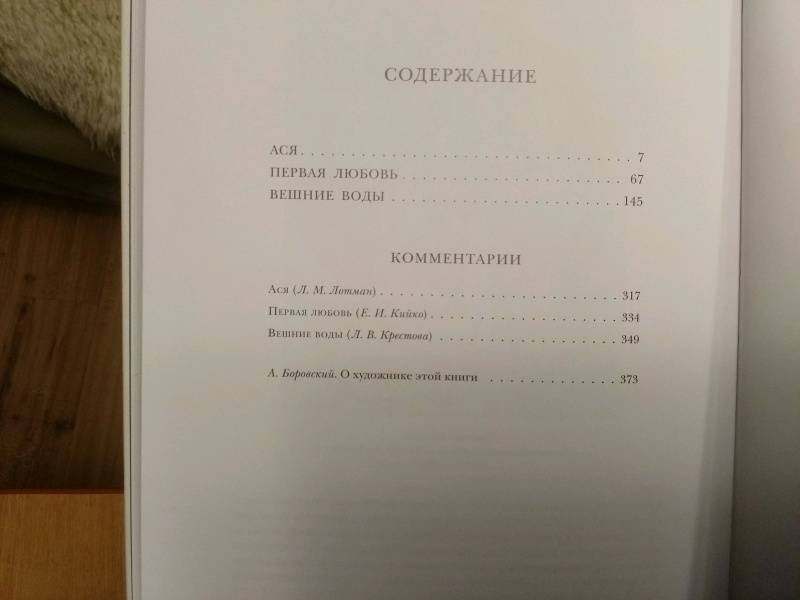 СОДЕРЖАНИЕ
АСЯ . . . . . . . . . . . . . . . . . . . . . . . . . . . . . . . . 7
ПЕРВАЯ ЛЮБОВЬ . . . . . . . . . . . . . . . . . . . . . . 67
ВЕШНИЕ ВОДЫ . . . . . . . . . . . . . . . . . . . . . . . 145
КОММЕНТАРИИ
Ася (Л. М. Лотман) . . . . . . . . . . . . . . . . . . . . . . . . 317
Первая любовь (Е. И. Кийко) . . . . . . . . . . . . . . . . . . . 334
Вешние воды (Л. В. Крестова) . . . . . . . . . . . . . . . . . . 349
А. Боровский. О художнике этой книги . . . . . . . . . . . . . 373